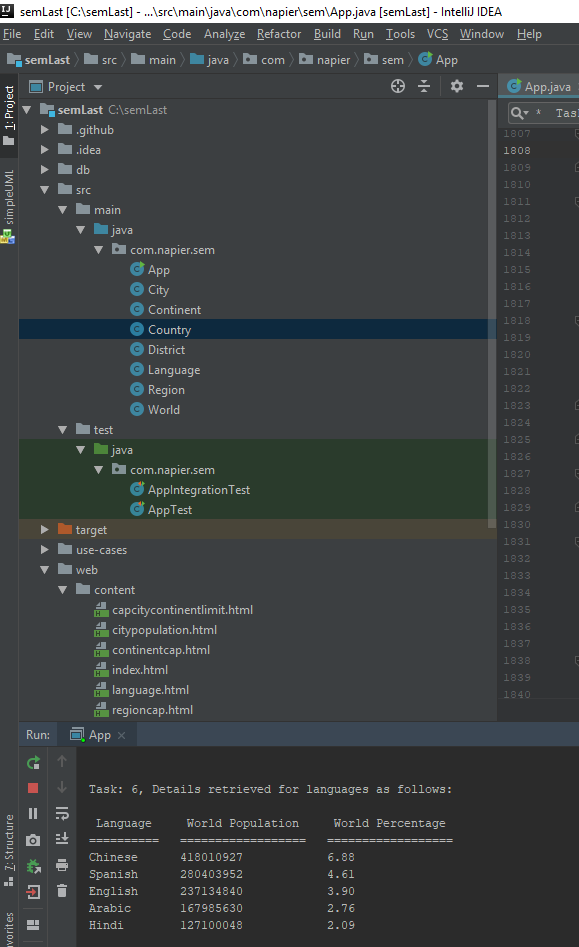 semLast [C:\semLast] - ...\src\main\java\com\napier\sem\App.java [semLast] - IntelliJ IDEA
File Edit View Navigate Code Analyze Refactor Build Run Tools VCS Window Help
semLast src main java com napier sem App
Project
App.java
1: Project
simpleUML
semLast C:\semLast
.github
.idea
db
src
main
java
com.napier.sem
App
City
Continent
Country
District
Language
Region
World
test
java
com.napier.sem
AppIntegrationTest
AppTest
target
use-cases
web
content
capcitycontinentlimit.html
citypopulation.html
continentcap.html
index.html
language.html
regioncap.html
* Tas
1807
1808
1809
1810
1811
1812
1813
1814
1815
1816
1817
1818
1819
1820
1821
1822
1823
1824
1825
1826
1827
1828
1829
1830
1831
1832
1833
1834
1835
1836
1837
1838
1839
1840
Run: App
7: Structure
avorites
Task: 6, Details retrieved for languages as follows:
Language World Population World Percentage
========== ================== ==================
Chinese 418010927 6.88
Spanish 280403952 4.61
English 237134840 3.90
Arabic 167985630 2.76
Hindi 127100048 2.09